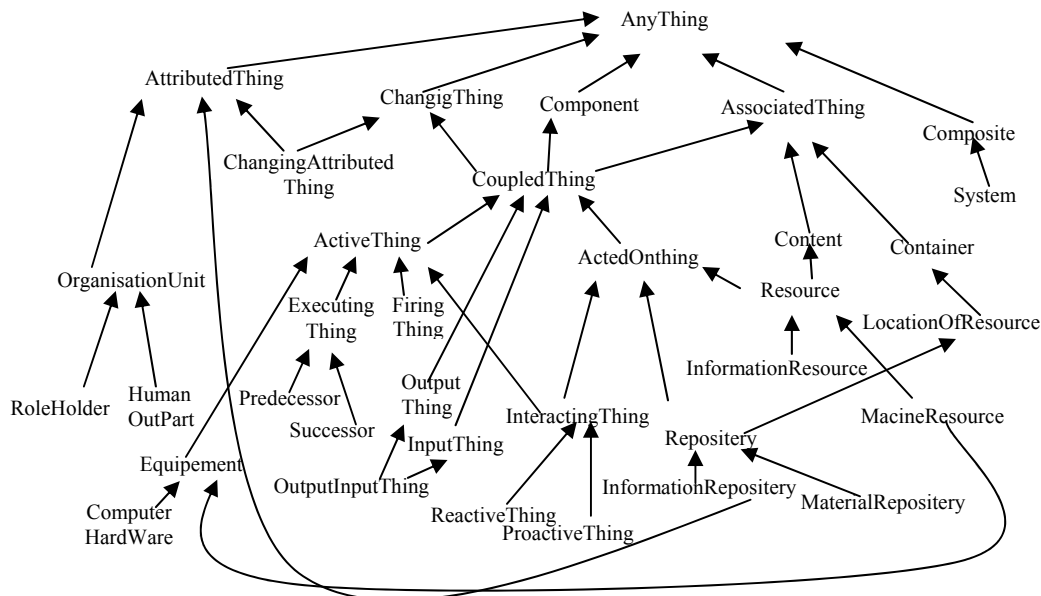 AnyThing
AttributedThing
ChangigThing
Component
AssociatedThing
Composite
ChangingAttributed
Thing
CoupledThing
System
ActiveThing
ActedOnthing
Content
Container
OrganisationUnit
Executing
Thing
Firing
Thing
Resource
LocationOfResource
InformationResource
RoleHolder
Human
OutPart
Predecessor
Successor
Output
Thing
InputThing
InteractingThing
Repositery
MacineResource
Equipement
OutputInputThing
InformationRepositery
MaterialRepositery
Computer
HardWare
ReactiveThing
ProactiveThing